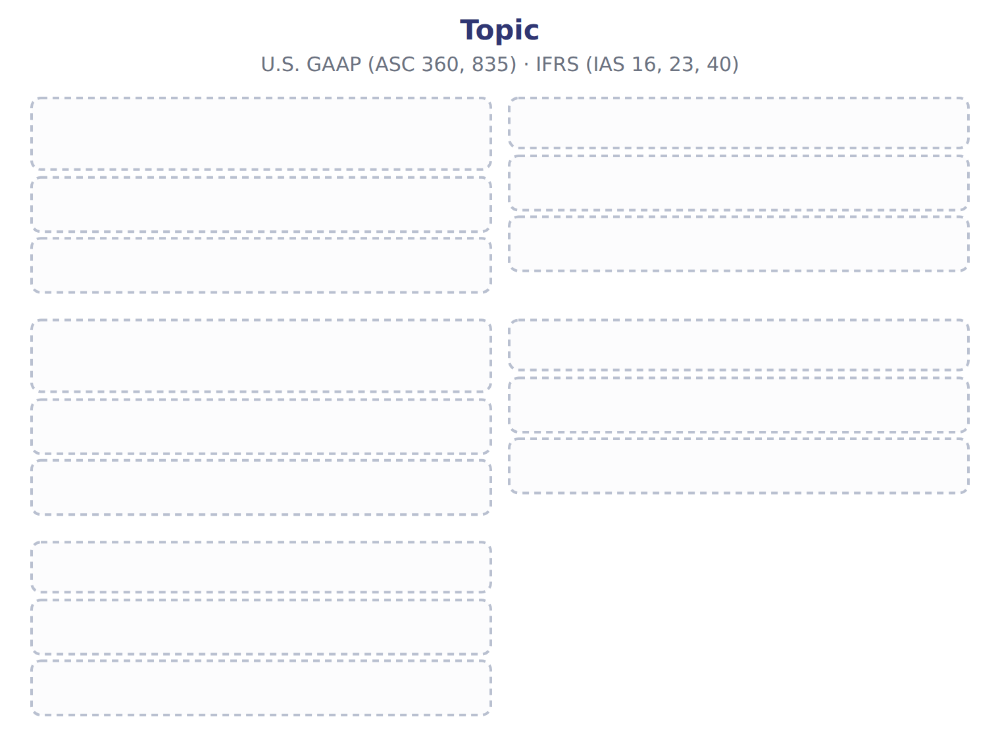 Topic
U.S. GAAP (ASC 360, 835) · IFRS (IAS 16, 23, 40)